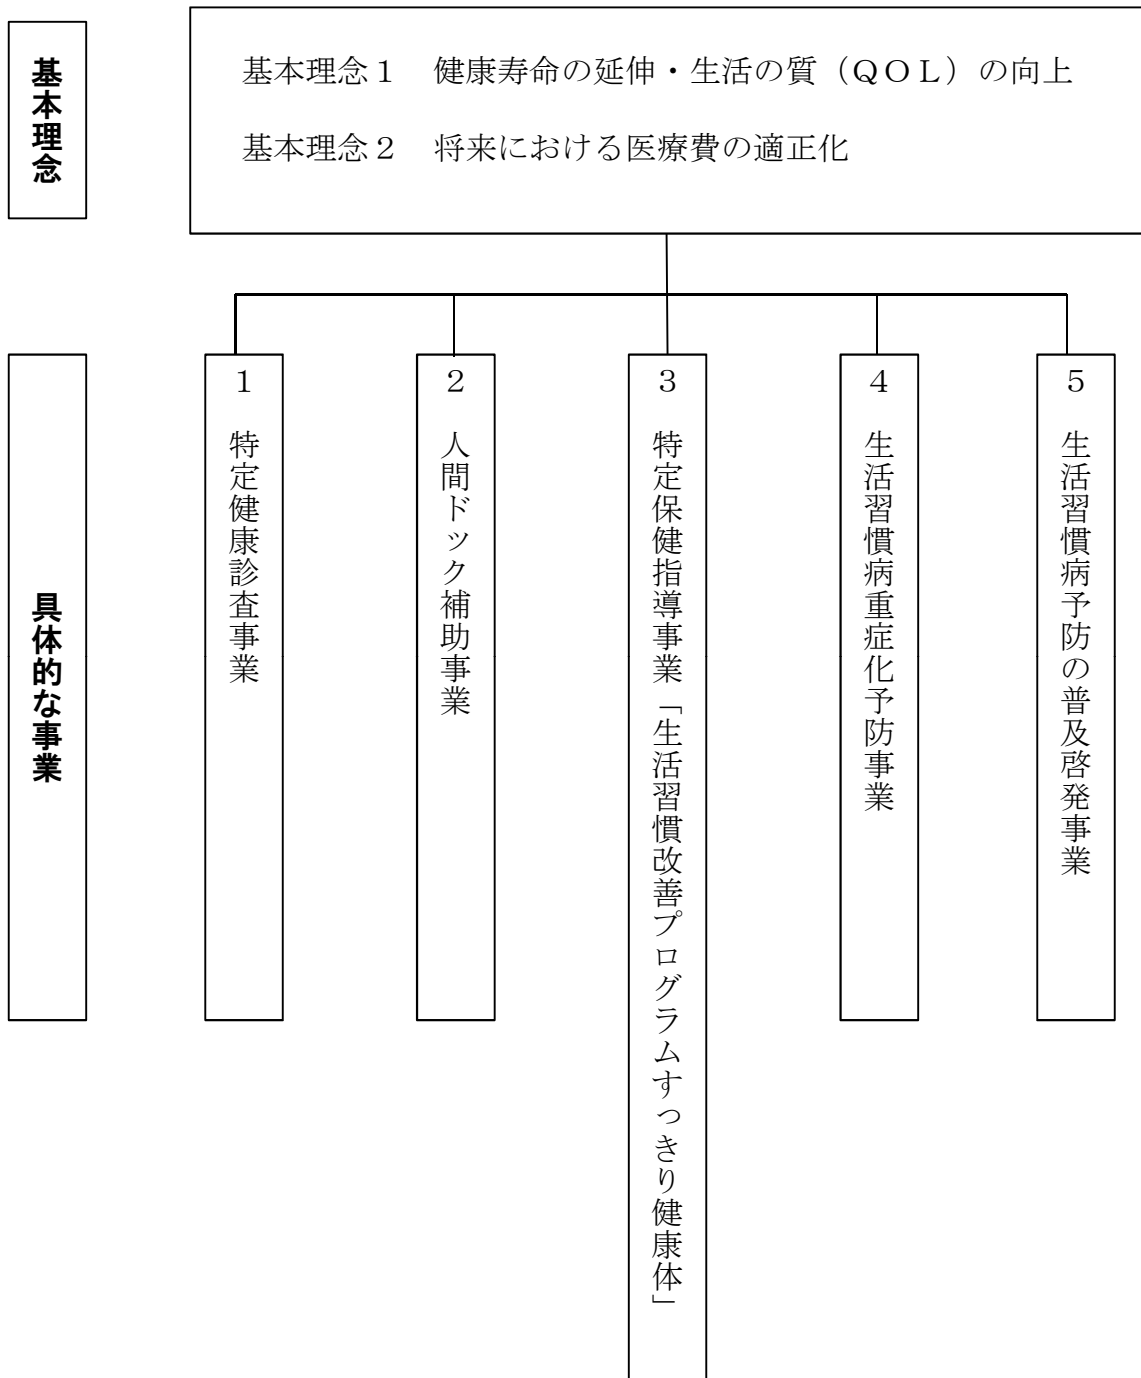 基本理念
基本理念１　健康寿命の延伸・生活の質（ＱＯＬ）の向上
基本理念２　将来における医療費の適正化
具体的な事業
１　特定健康診査事業
２　人間ドック補助事業
３　特定保健指導事業「生活習慣改善プログラムすっきり健康体」
４　生活習慣病重症化予防事業
５　生活習慣病予防の普及啓発事業